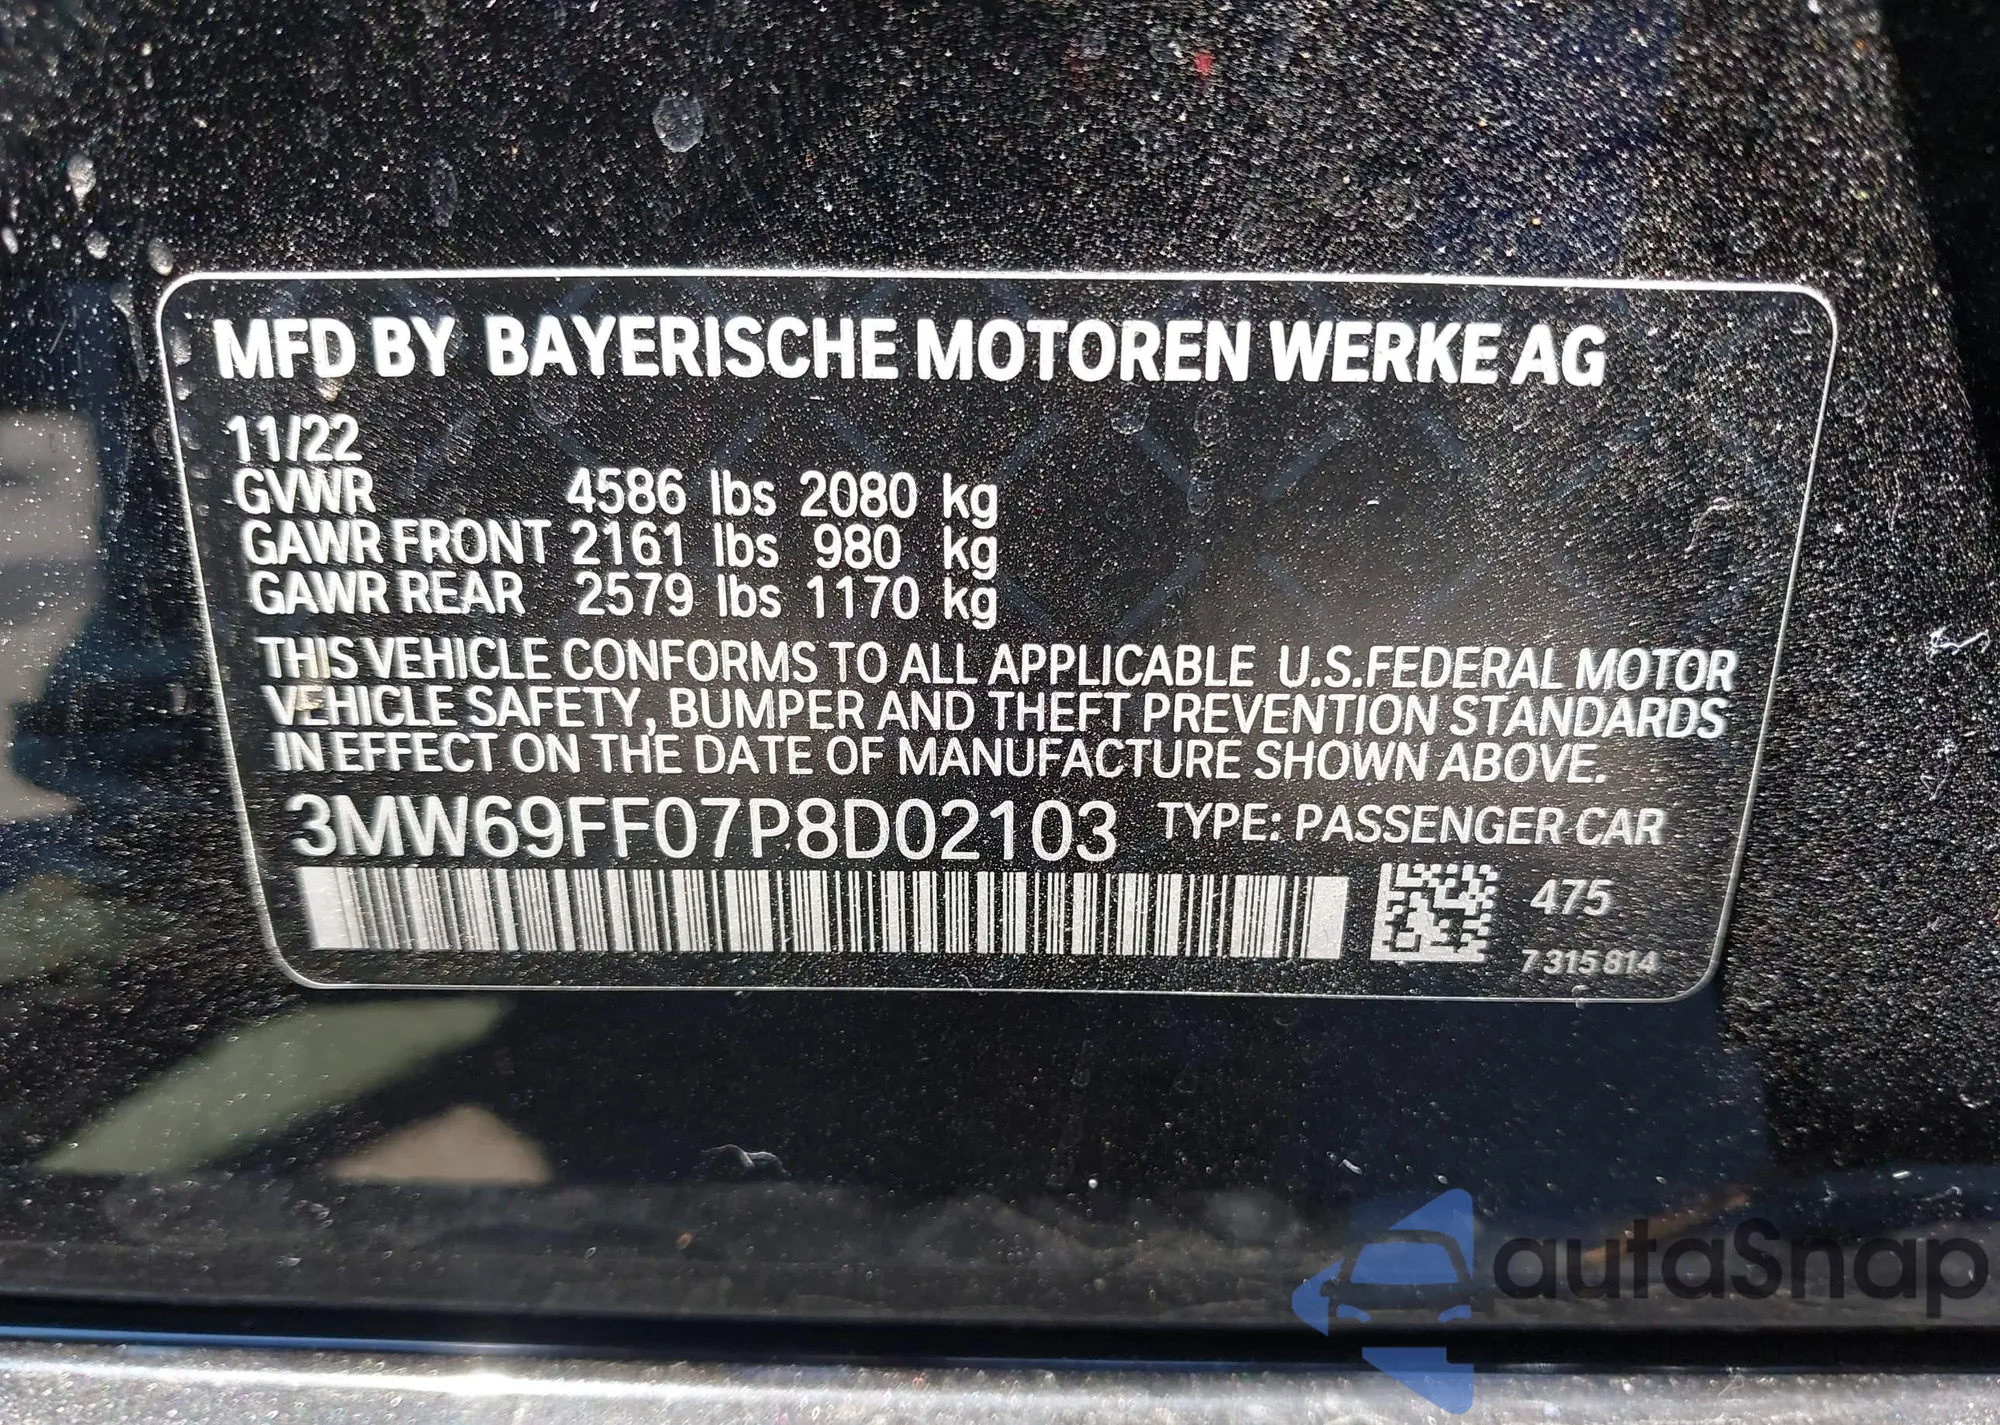 MFD BY BAYERISCHE MOTOREN WERKE AG
11/22
GVWR 4586 lbs 2080 kg
GAWR FRONT 2161 lbs 980 kg
GAWR REAR 2579 lbs 1170 kg
THIS VEHICLE CONFORMS TO ALL APPLICABLE U.S.FEDERAL MOTOR
VEHICLE SAFETY, BUMPER AND THEFT PREVENTION STANDARDS
IN EFFECT ON THE DATE OF MANUFACTURE SHOWN ABOVE.
3MW69FF07P8D02103 TYPE: PASSENGER CAR
475
7 315 814
autaSnap